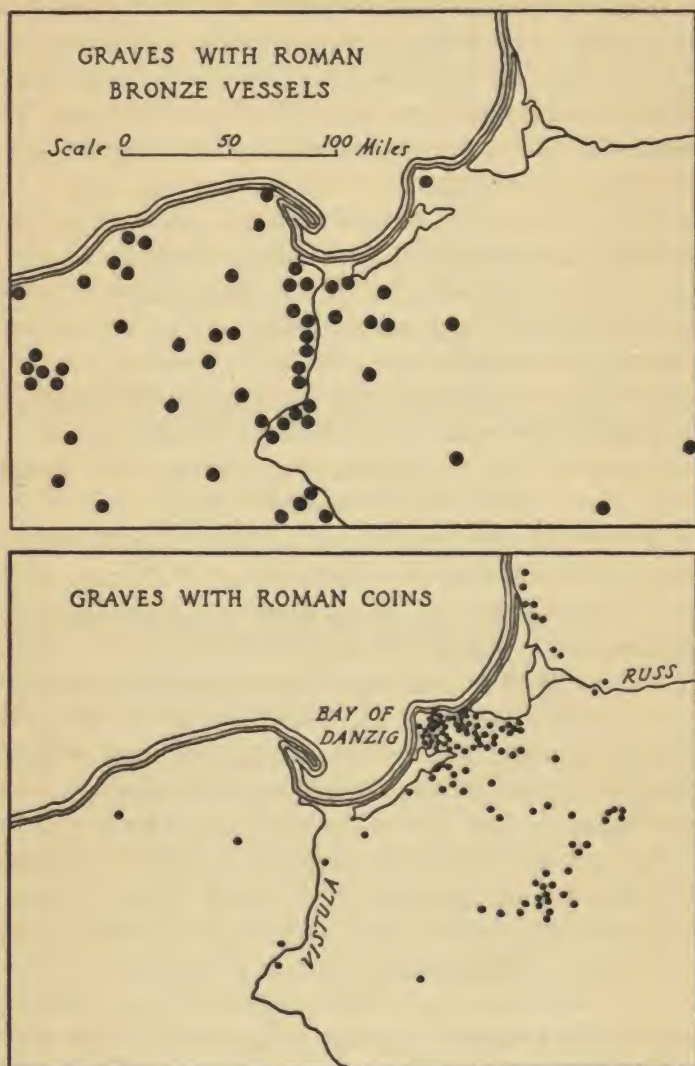 GRAVES WITH ROMAN
BRONZE VESSELS
Scale 0 50 100 Miles
GRAVES WITH ROMAN COINS
RUSS
BAY OF
DANZIG
VISTULA